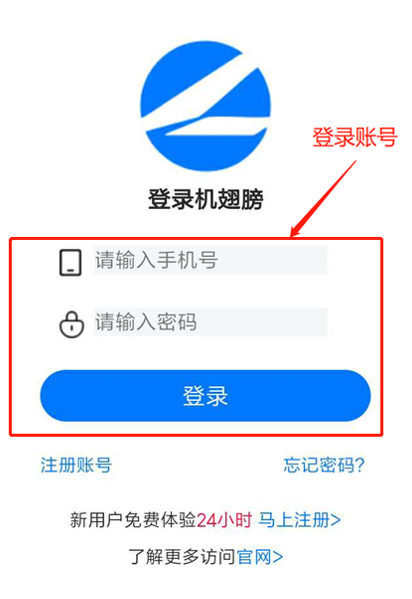 登录账号
登录机翅膀
请输入手机号
请输入密码
登录
注册账号 忘记密码?
新用户免费体验24小时 马上注册>
了解更多访问官网>